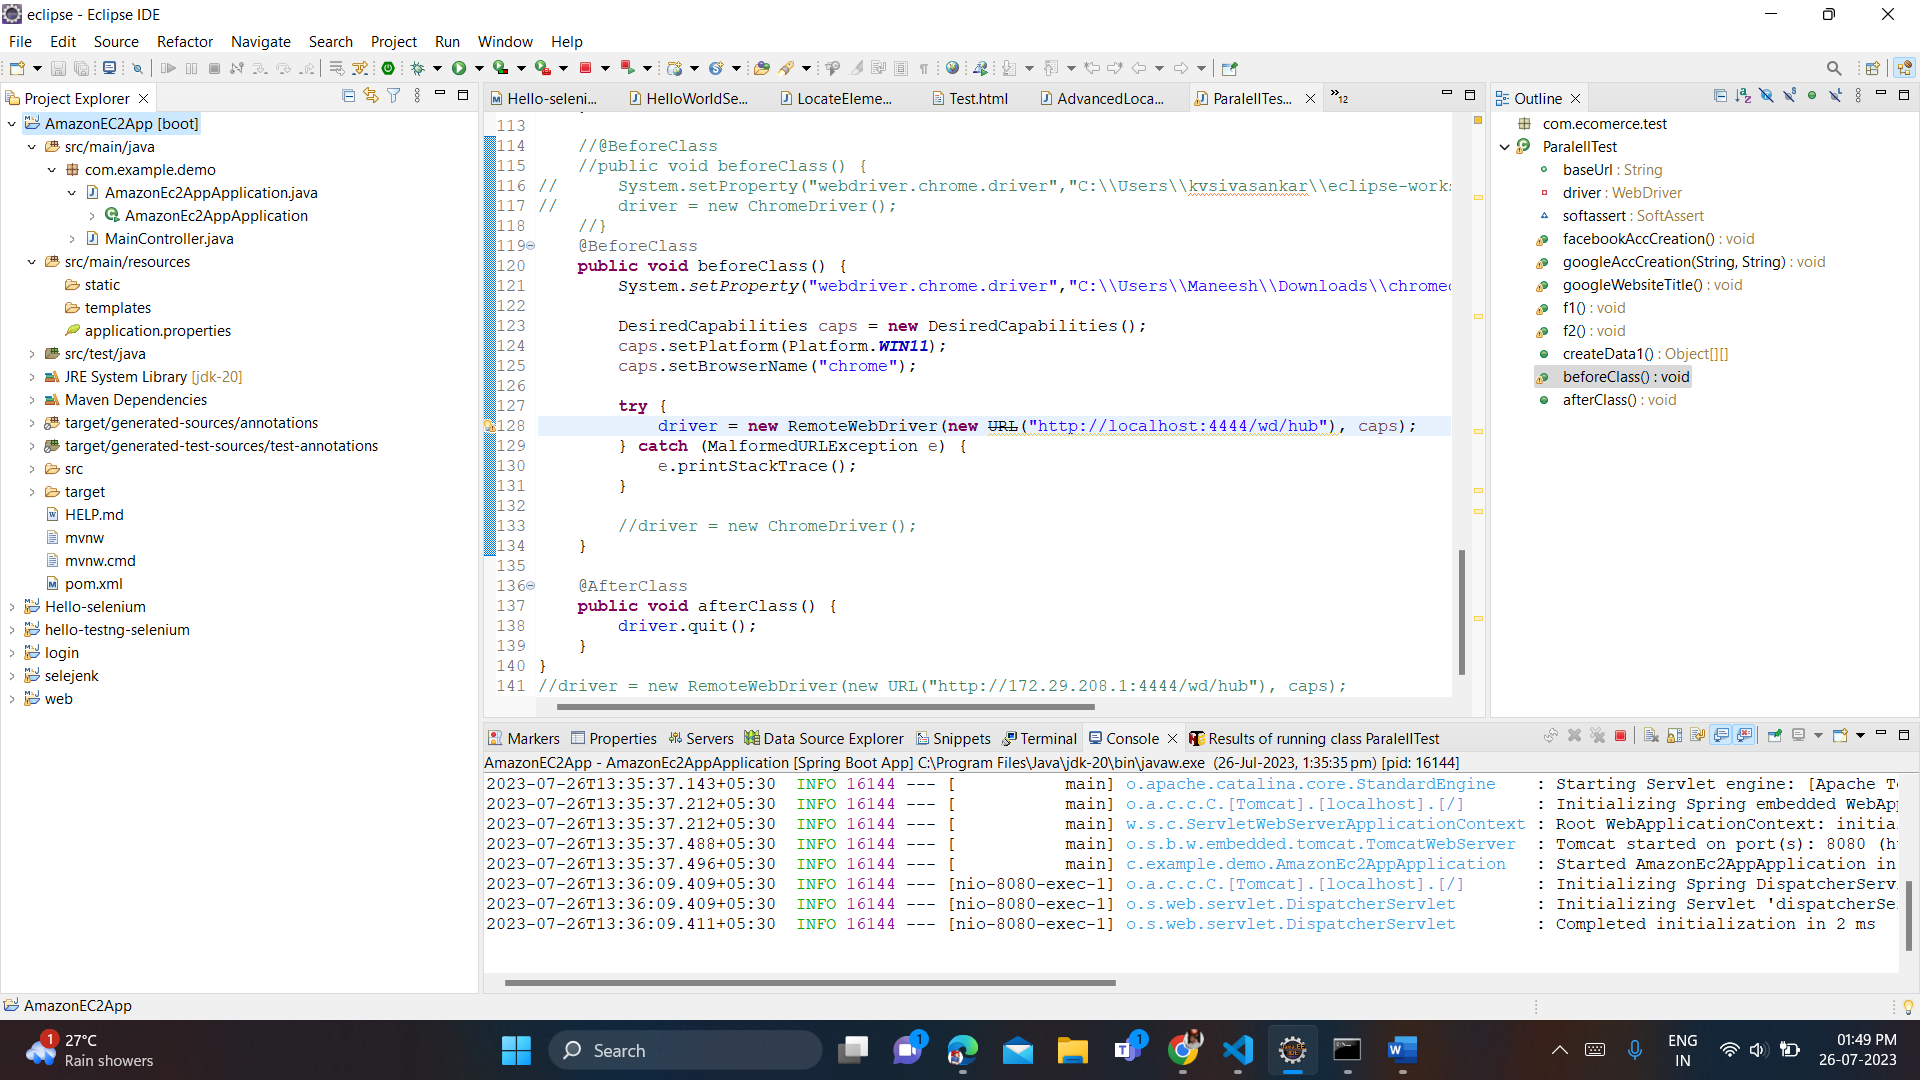 eclipse - Eclipse IDE
File Edit Source Refactor Navigate Search Project Run Window Help
Project Explorer
AmazonEC2App [boot]
src/main/java
com.example.demo
AmazonEc2AppApplication.java
AmazonEc2AppApplication
MainController.java
src/main/resources
static
templates
application.properties
src/test/java
JRE System Library [jdk-20]
Maven Dependencies
target/generated-sources/annotations
target/generated-test-sources/test-annotations
src
target
HELP.md
mvnw
mvnw.cmd
pom.xml
Hello-selenium
hello-testng-selenium
login
selejenk
web
Hello-seleni... HelloWorldSe... LocateEleme... Test.html AdvancedLoca... ParalellTes... »12
113
114 //@BeforeClass
115 //public void beforeClass() {
116 // System.setProperty("webdriver.chrome.driver","C:\\Users\\kvsivasankar\\eclipse-works
117 // driver = new ChromeDriver();
118 //}
119 @BeforeClass
120 public void beforeClass() {
121 System.setProperty("webdriver.chrome.driver","C:\\Users\\Maneesh\\Downloads\\chromed
122
123 DesiredCapabilities caps = new DesiredCapabilities();
124 caps.setPlatform(Platform.WIN11);
125 caps.setBrowserName("chrome");
126
127 try {
128 driver = new RemoteWebDriver(new URL("http://localhost:4444/wd/hub"), caps);
129 } catch (MalformedURLException e) {
130 e.printStackTrace();
131 }
132
133 //driver = new ChromeDriver();
134 }
135
136 @AfterClass
137 public void afterClass() {
138 driver.quit();
139 }
140 }
141 //driver = new RemoteWebDriver(new URL("http://172.29.208.1:4444/wd/hub"), caps);
Outline
com.ecomerce.test
ParalellTest
baseUrl : String
driver : WebDriver
softassert : SoftAssert
facebookAccCreation() : void
googleAccCreation(String, String) : void
googleWebsiteTitle() : void
f1() : void
f2() : void
createData1() : Object[][]
beforeClass() : void
afterClass() : void
Markers Properties Servers Data Source Explorer Snippets Terminal Console Results of running class ParalellTest
AmazonEC2App - AmazonEc2AppApplication [Spring Boot App] C:\Program Files\Java\jdk-20\bin\javaw.exe (26-Jul-2023, 1:35:35 pm) [pid: 16144]
2023-07-26T13:35:37.143+05:30 INFO 16144 --- [ main] o.apache.catalina.core.StandardEngine : Starting Servlet engine: [Apache To
2023-07-26T13:35:37.212+05:30 INFO 16144 --- [ main] o.a.c.c.C.[Tomcat].[localhost].[/] : Initializing Spring embedded WebApp
2023-07-26T13:35:37.212+05:30 INFO 16144 --- [ main] w.s.c.ServletWebServerApplicationContext : Root WebApplicationContext: initial
2023-07-26T13:35:37.488+05:30 INFO 16144 --- [ main] o.s.b.w.embedded.tomcat.TomcatWebServer : Tomcat started on port(s): 8080 (ht
2023-07-26T13:35:37.496+05:30 INFO 16144 --- [ main] c.example.demo.AmazonEc2AppApplication : Started AmazonEc2AppApplication in
2023-07-26T13:36:09.409+05:30 INFO 16144 --- [nio-8080-exec-1] o.a.c.c.C.[Tomcat].[localhost].[/] : Initializing Spring DispatcherServ
2023-07-26T13:36:09.409+05:30 INFO 16144 --- [nio-8080-exec-1] o.s.web.servlet.DispatcherServlet : Initializing Servlet 'dispatcherSe
2023-07-26T13:36:09.411+05:30 INFO 16144 --- [nio-8080-exec-1] o.s.web.servlet.DispatcherServlet : Completed initialization in 2 ms
AmazonEC2App
1 27°C
Rain showers
Search
1
1
ENG
IN
01:49 PM
26-07-2023